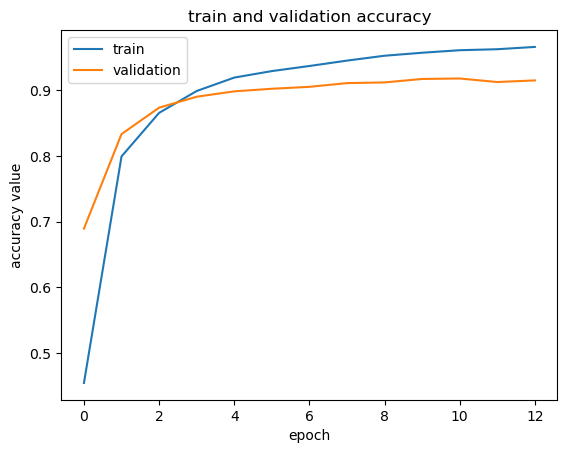 train and validation accuracy
train
validation
accuracy value
0.9
0.8
0.7
0.6
0.5
0 2 4 6 8 10 12
epoch